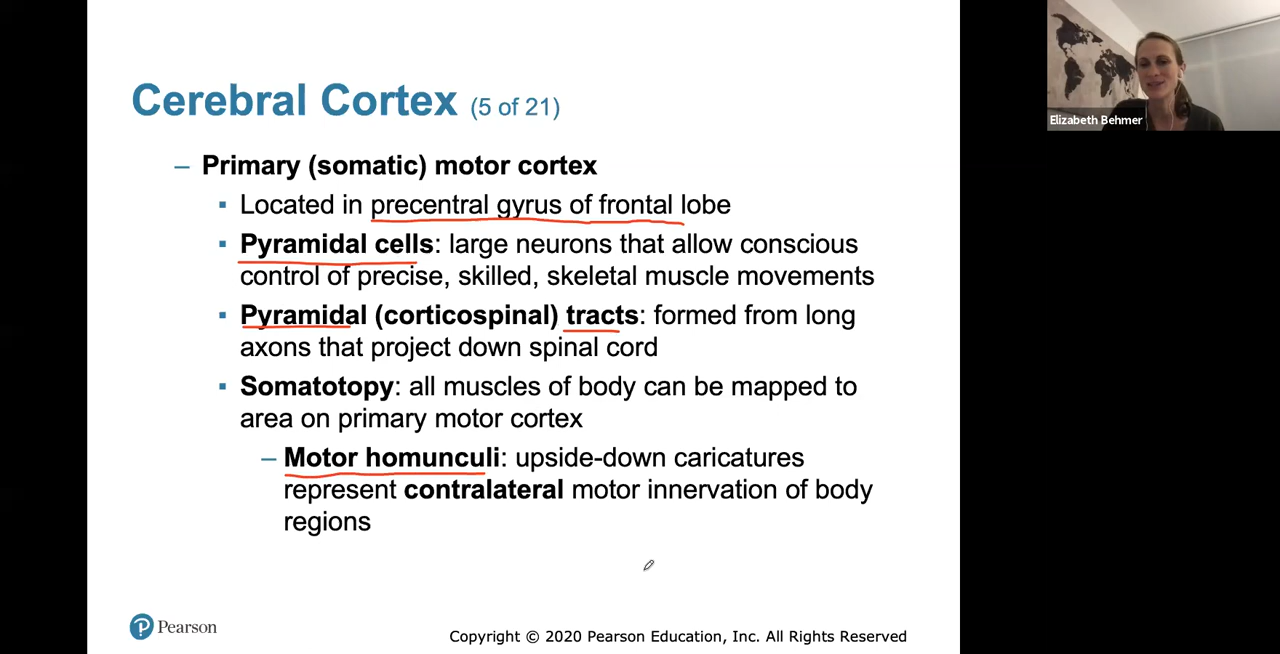 Cerebral Cortex (5 of 21)
– Primary (somatic) motor cortex
▪ Located in precentral gyrus of frontal lobe
▪ Pyramidal cells: large neurons that allow conscious
control of precise, skilled, skeletal muscle movements
▪ Pyramidal (corticospinal) tracts: formed from long
axons that project down spinal cord
▪ Somatotopy: all muscles of body can be mapped to
area on primary motor cortex
– Motor homunculi: upside-down caricatures
represent contralateral motor innervation of body
regions
P Pearson
Copyright © 2020 Pearson Education, Inc. All Rights Reserved
Elizabeth Behmer